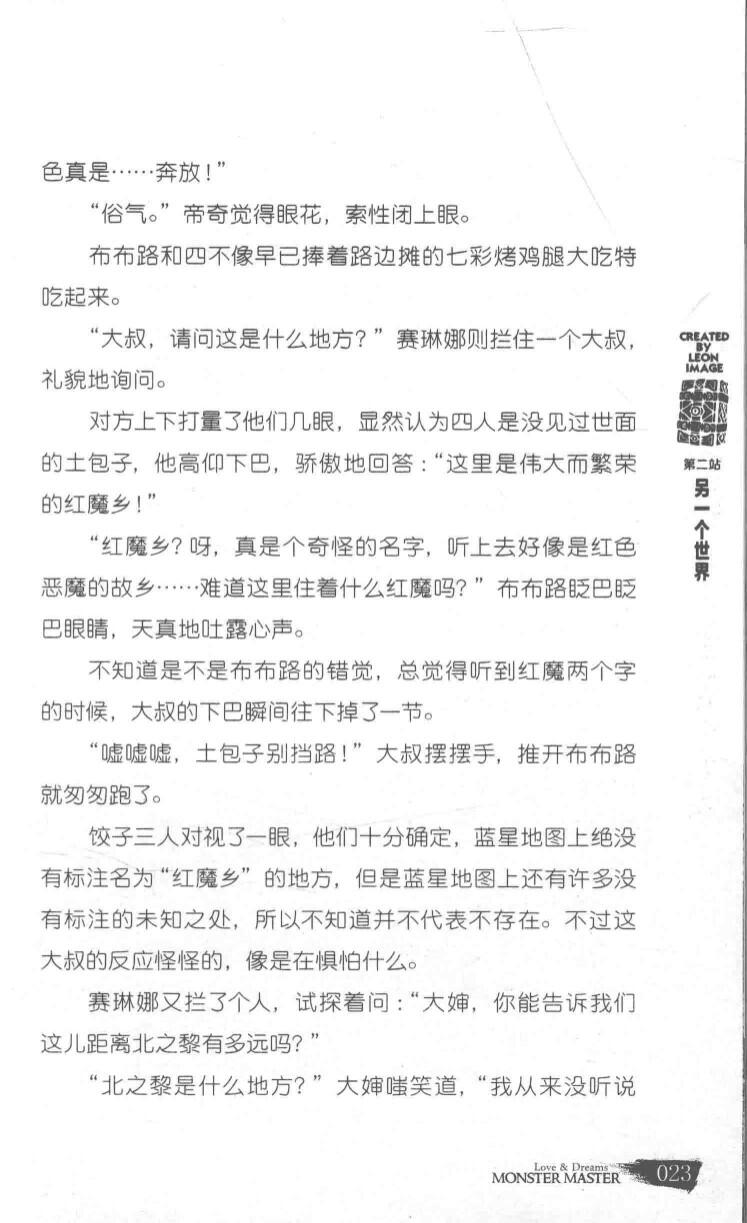 色真是……奔放！”
“俗气。”帝奇觉得眼花，索性闭上眼。
布布路和四不像早已捧着路边摊的七彩烤鸡腿大吃特
吃起来。
“大叔，请问这是什么地方？”赛琳娜则拦住一个大叔，
礼貌地询问。
对方上下打量了他们几眼，显然认为四人是没见过世面
的土包子，他高仰下巴，骄傲地回答：“这里是伟大而繁荣
的红魔乡！”
“红魔乡？呀，真是个奇怪的名字，听上去好像是红色
恶魔的故乡……难道这里住着什么红魔吗？”布布路眨巴眨
巴眼睛，天真地吐露心声。
不知道是不是布布路的错觉，总觉得听到红魔两个字
的时候，大叔的下巴瞬间往下掉了一节。
“嘘嘘嘘，土包子别挡路！”大叔摆摆手，推开布布路
就匆匆跑了。
饺子三人对视了一眼，他们十分确定，蓝星地图上绝没
有标注名为“红魔乡”的地方，但是蓝星地图上还有许多没
有标注的未知之处，所以不知道并不代表不存在。不过这
大叔的反应怪怪的，像是在惧怕什么。
赛琳娜又拦了个人，试探着问：“大婶，你能告诉我们
这儿距离北之黎有多远吗？”
“北之黎是什么地方？”大婶嗤笑道，“我从来没听说
CREATED
BY
LEON
IMAGE
第二站
另一个世界
Love & Dreams
MONSTER MASTER
023